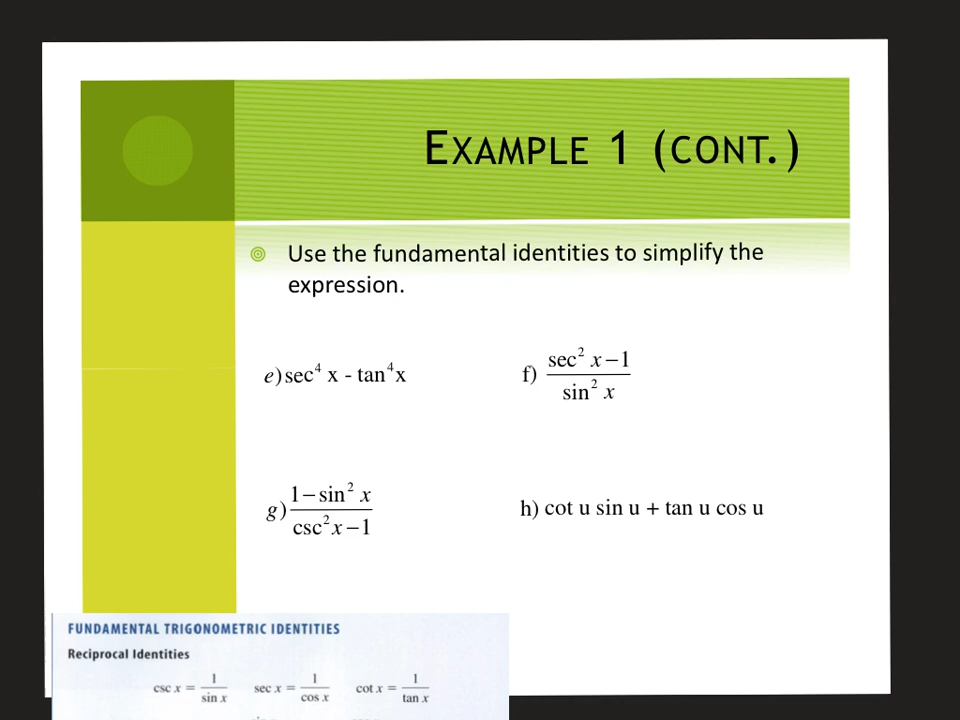 EXAMPLE 1 (CONT.)
Use the fundamental identities to simplify the
expression.
e) sec⁴ x - tan⁴x
f) (sec² x − 1) / (sin² x)
g) (1 − sin² x) / (csc² x − 1)
h) cot u sin u + tan u cos u
FUNDAMENTAL TRIGONOMETRIC IDENTITIES
Reciprocal Identities
csc x = 1 / sin x sec x = 1 / cos x cot x = 1 / tan x